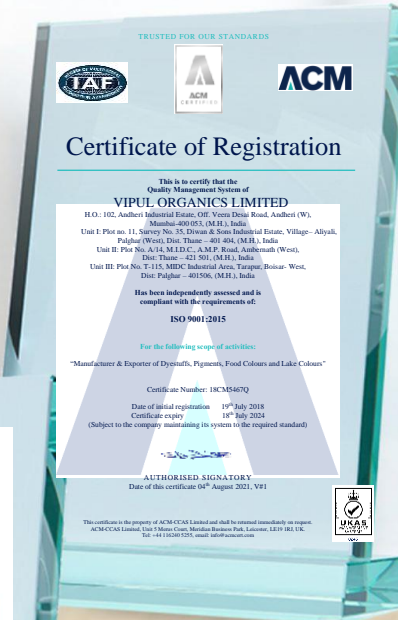 TRUSTED FOR OUR STANDARDS
IAF
ACM
CERTIFIED
ACM
Certificate of Registration
This is to certify that the
Quality Management System of
VIPUL ORGANICS LIMITED
H.O.: 102, Andheri Industrial Estate, Off. Veera Desai Road, Andheri (W),
Mumbai-400 053, (M.H.), India
Unit I: Plot no. 11, Survey No. 35, Diwan & Sons Industrial Estate, Village– Aliyali,
Palghar (West), Dist. Thane – 401 404, (M.H.), India
Unit II: Plot No. A/14, M.I.D.C., A.M.P. Road, Ambernath (West),
Dist: Thane – 421 501, (M.H.), India
Unit III: Plot No. T-115, MIDC Industrial Area, Tarapur, Boisar- West,
Dist: Palghar – 401506, (M.H.), India
Has been independently assessed and is
compliant with the requirements of:
ISO 9001:2015
For the following scope of activities:
“Manufacturer & Exporter of Dyestuffs, Pigments, Food Colours and Lake Colours”
Certificate Number: 18CM5467Q
Date of initial registration 19th July 2018
Certificate expiry 18th July 2024
(Subject to the company maintaining its system to the required standard)
AUTHORISED SIGNATORY
Date of this certificate 04th August 2021, V#1
UKAS
MANAGEMENT
SYSTEMS
This certificate is the property of ACM-CCAS Limited and shall be returned immediately on request.
ACM-CCAS Limited, Unit 5 Merus Court, Meridian Business Park, Leicester, LE19 1RJ, UK.
Tel: +44 116240 5255, email: info@acmcert.com